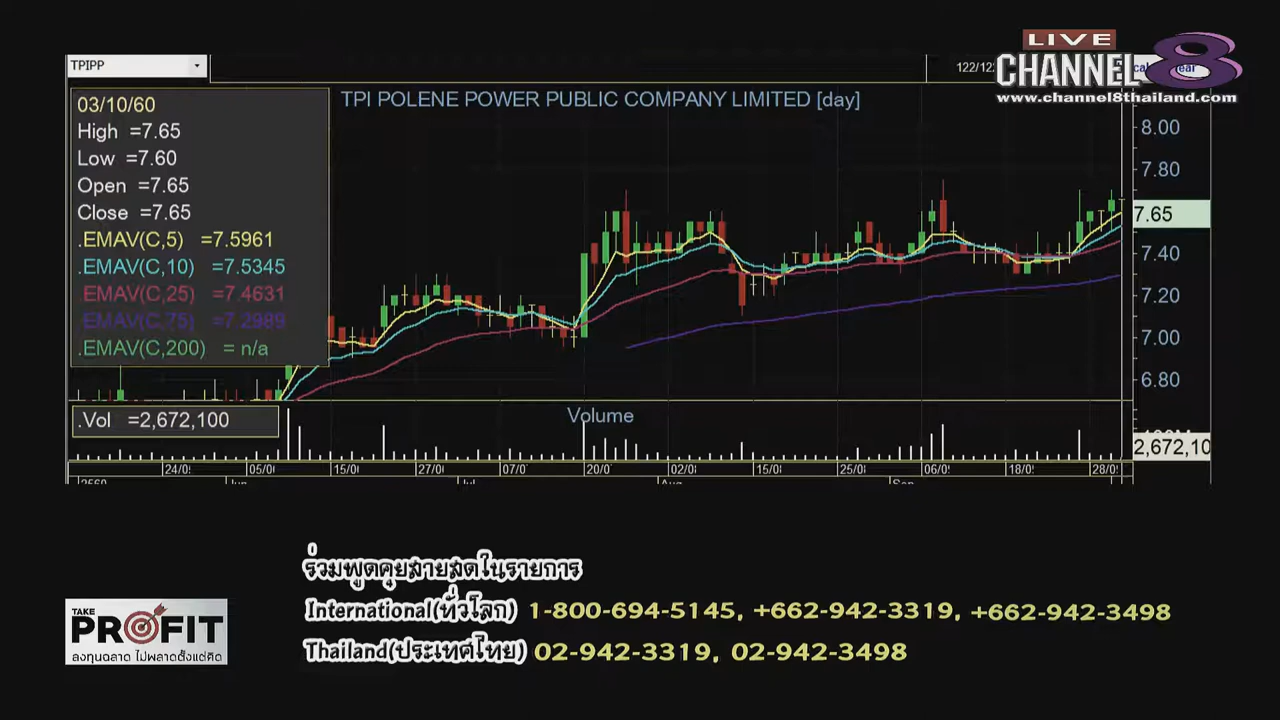 LIVE
CHANNEL 8
www.channel8thailand.com
TPIPP
122/122
03/10/60
High =7.65
Low =7.60
Open =7.65
Close =7.65
.EMAV(C,5) =7.5961
.EMAV(C,10) =7.5345
.EMAV(C,25) =7.4631
.EMAV(C,75) =7.2989
.EMAV(C,200) = n/a
TPI POLENE POWER PUBLIC COMPANY LIMITED [day]
8.00
7.80
7.65
7.40
7.20
7.00
6.80
.Vol =2,672,100
Volume
2,672,10
24/0 05/0 15/0 27/0 07/0 20/0 02/0 15/0 25/0 06/0 18/0 28/0
ร่วมพูดคุยสายสดในรายการ
International(ทั่วโลก) 1-800-694-5145, +662-942-3319, +662-942-3498
Thailand(ประเทศไทย) 02-942-3319, 02-942-3498
TAKE
PROFIT
ลงทุนฉลาด ไม่พลาดตั้งแต่คิด